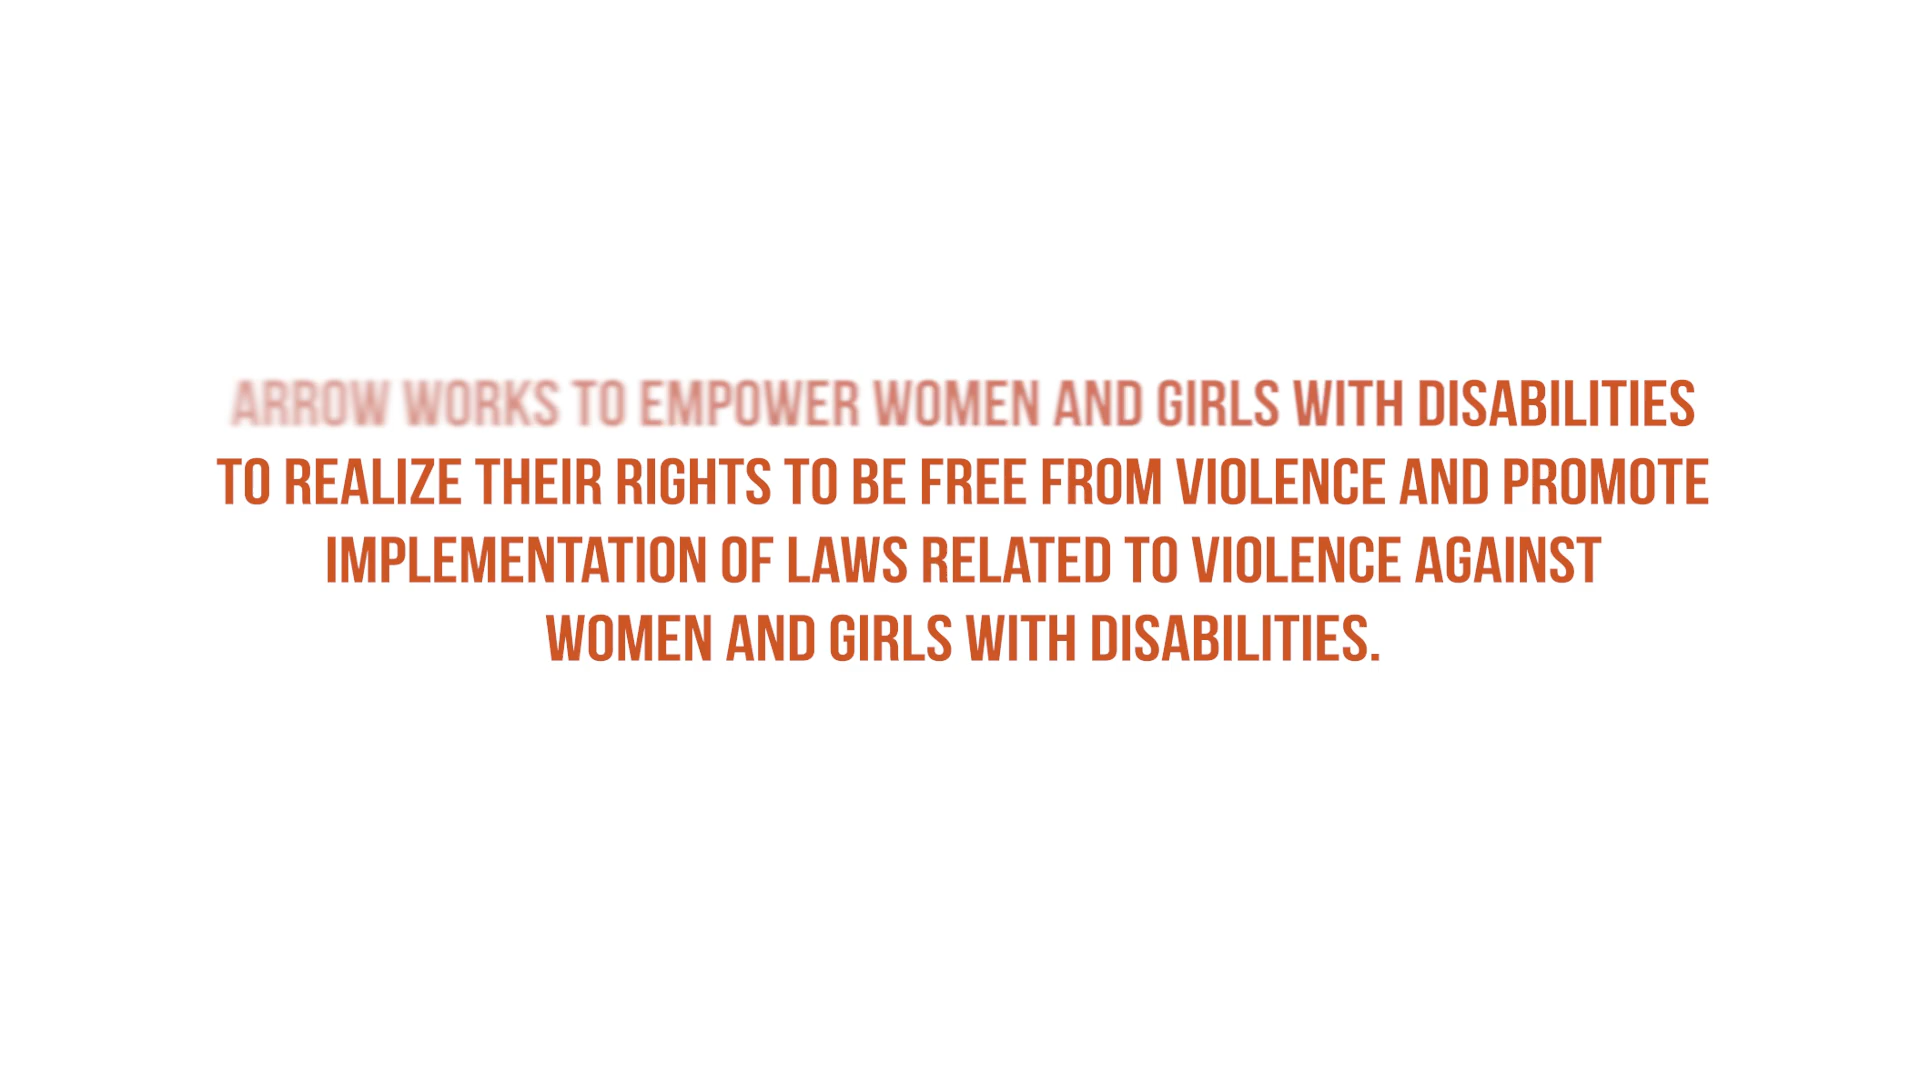 ARROW WORKS TO EMPOWER WOMEN AND GIRLS WITH DISABILITIES
TO REALIZE THEIR RIGHTS TO BE FREE FROM VIOLENCE AND PROMOTE
IMPLEMENTATION OF LAWS RELATED TO VIOLENCE AGAINST
WOMEN AND GIRLS WITH DISABILITIES.